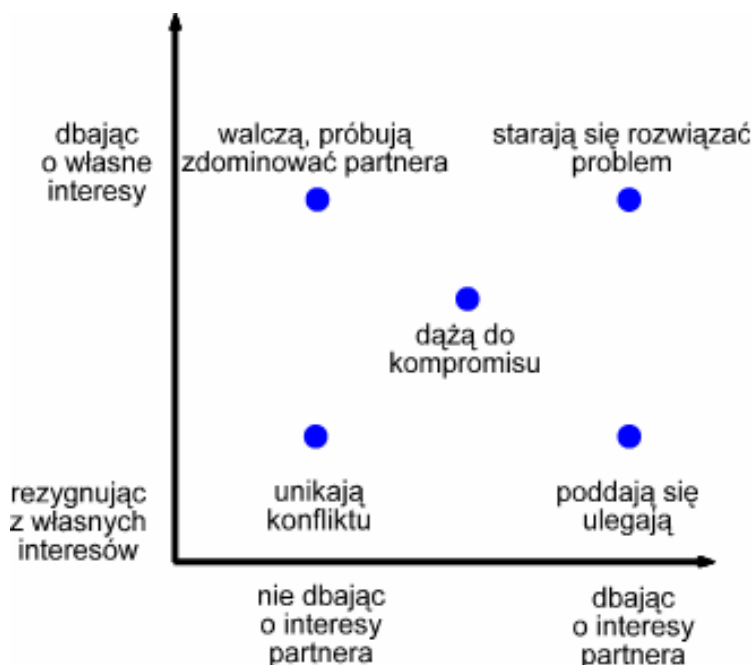 dbając
o własne
interesy
walczą, próbują
zdominować partnera
starają się rozwiązać
problem
dążą do
kompromisu
rezygnując
z własnych
interesów
unikają
konfliktu
poddają się
ulegają
nie dbając
o interesy
partnera
dbając
o interesy
partnera